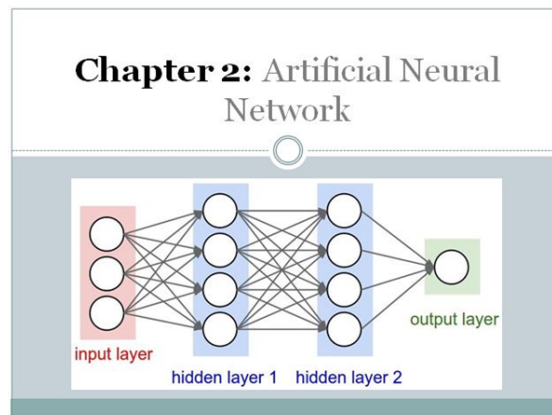 Chapter 2: Artificial Neural
Network
input layer
hidden layer 1
hidden layer 2
output layer